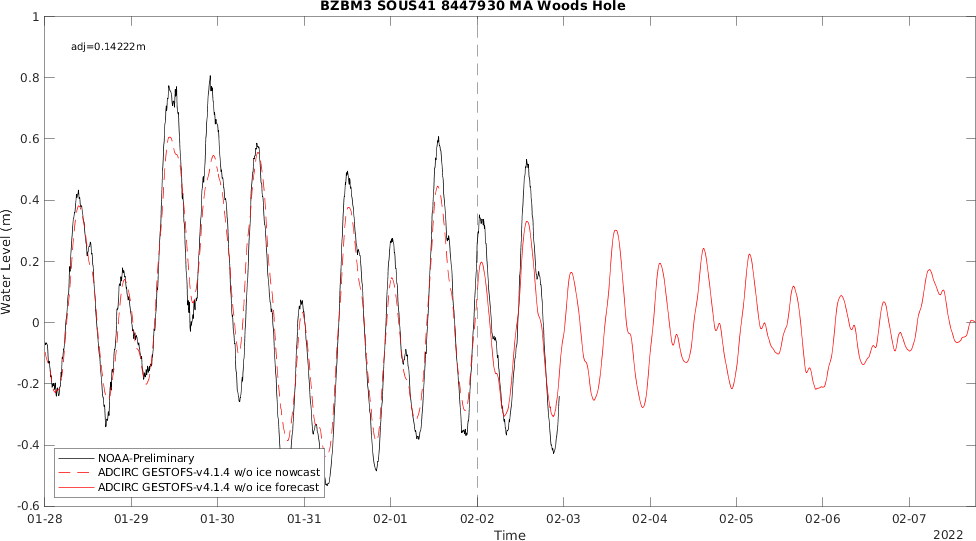 BZBM3 SOUS41 8447930 MA Woods Hole
adj=0.14222m
Water Level (m)
1
0.8
0.6
0.4
0.2
0
-0.2
-0.4
-0.6
NOAA-Preliminary
ADCIRC GESTOFS-v4.1.4 w/o ice nowcast
ADCIRC GESTOFS-v4.1.4 w/o ice forecast
01-28 01-29 01-30 01-31 02-01 02-02 02-03 02-04 02-05 02-06 02-07
Time
2022